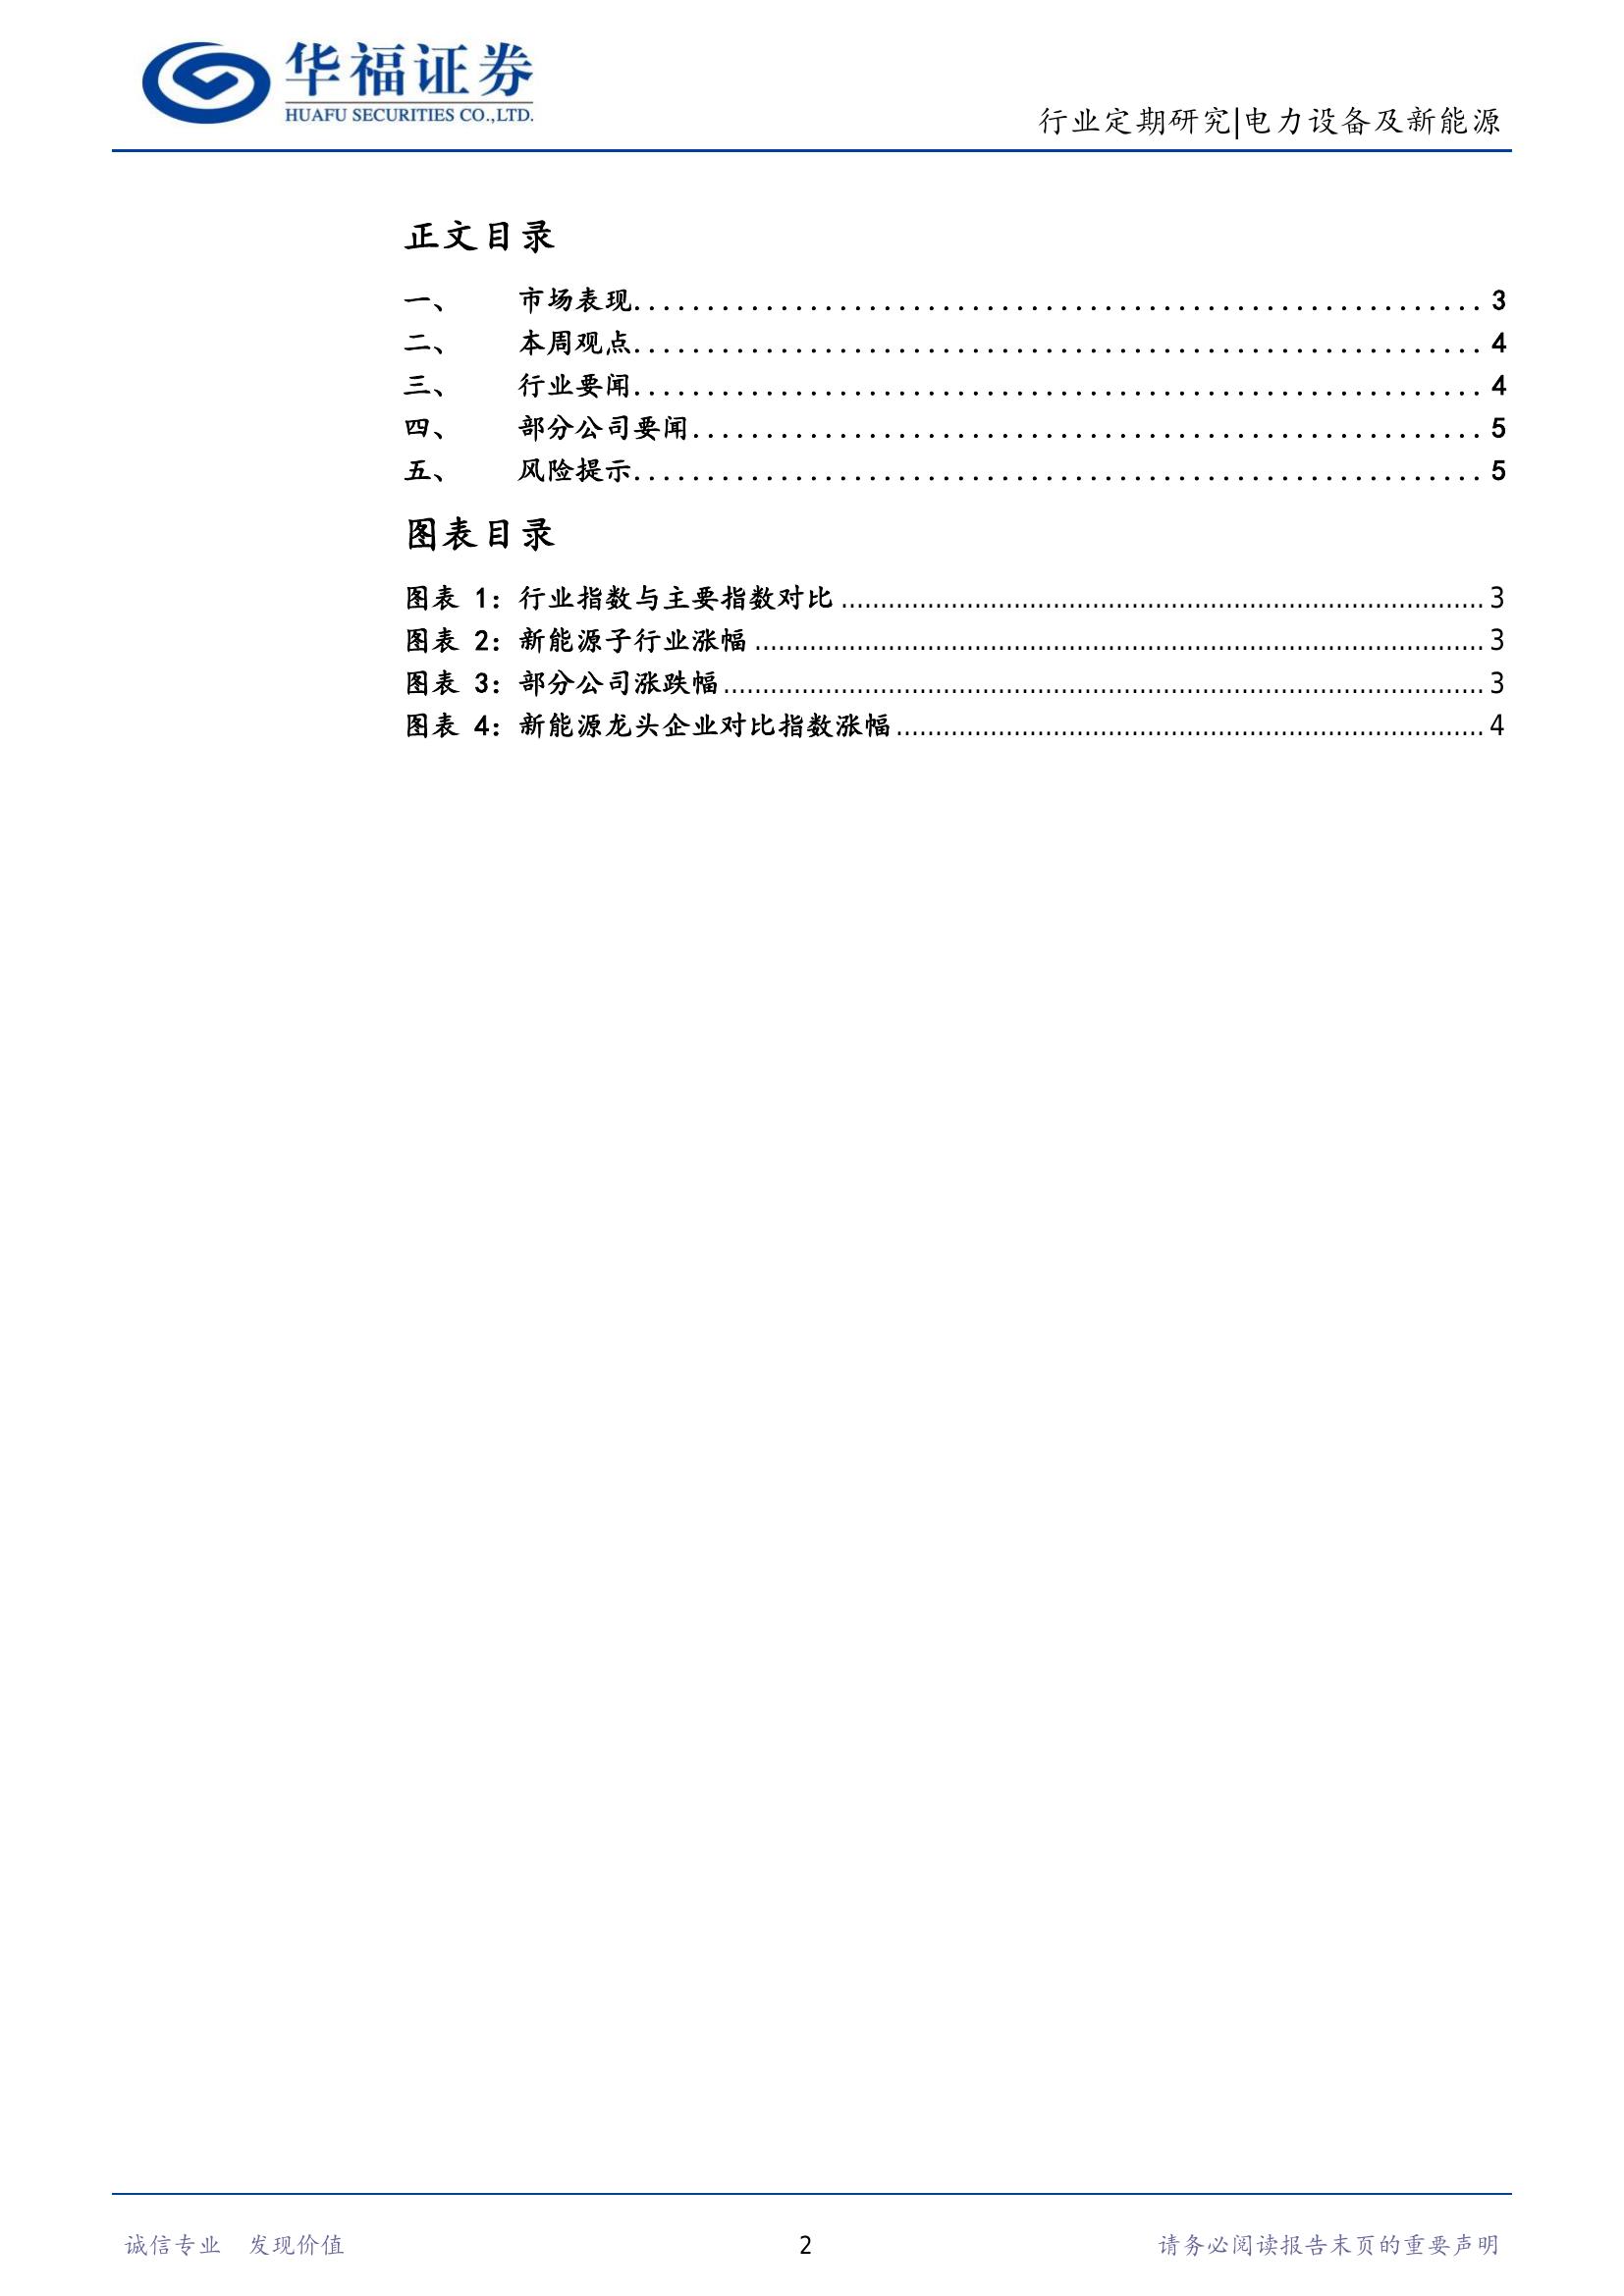 华福证券
HUAFU SECURITIES CO.,LTD.
行业定期研究|电力设备及新能源
正文目录
一、 市场表现........................................................ 3
二、 本周观点........................................................ 4
三、 行业要闻........................................................ 4
四、 部分公司要闻.................................................... 5
五、 风险提示........................................................ 5
图表目录
图表 1：行业指数与主要指数对比 ........................................ 3
图表 2：新能源子行业涨幅 ........................................ 3
图表 3：部分公司涨跌幅 ........................................ 3
图表 4：新能源龙头企业对比指数涨幅 ........................................ 4
诚信专业 发现价值 2 请务必阅读报告末页的重要声明